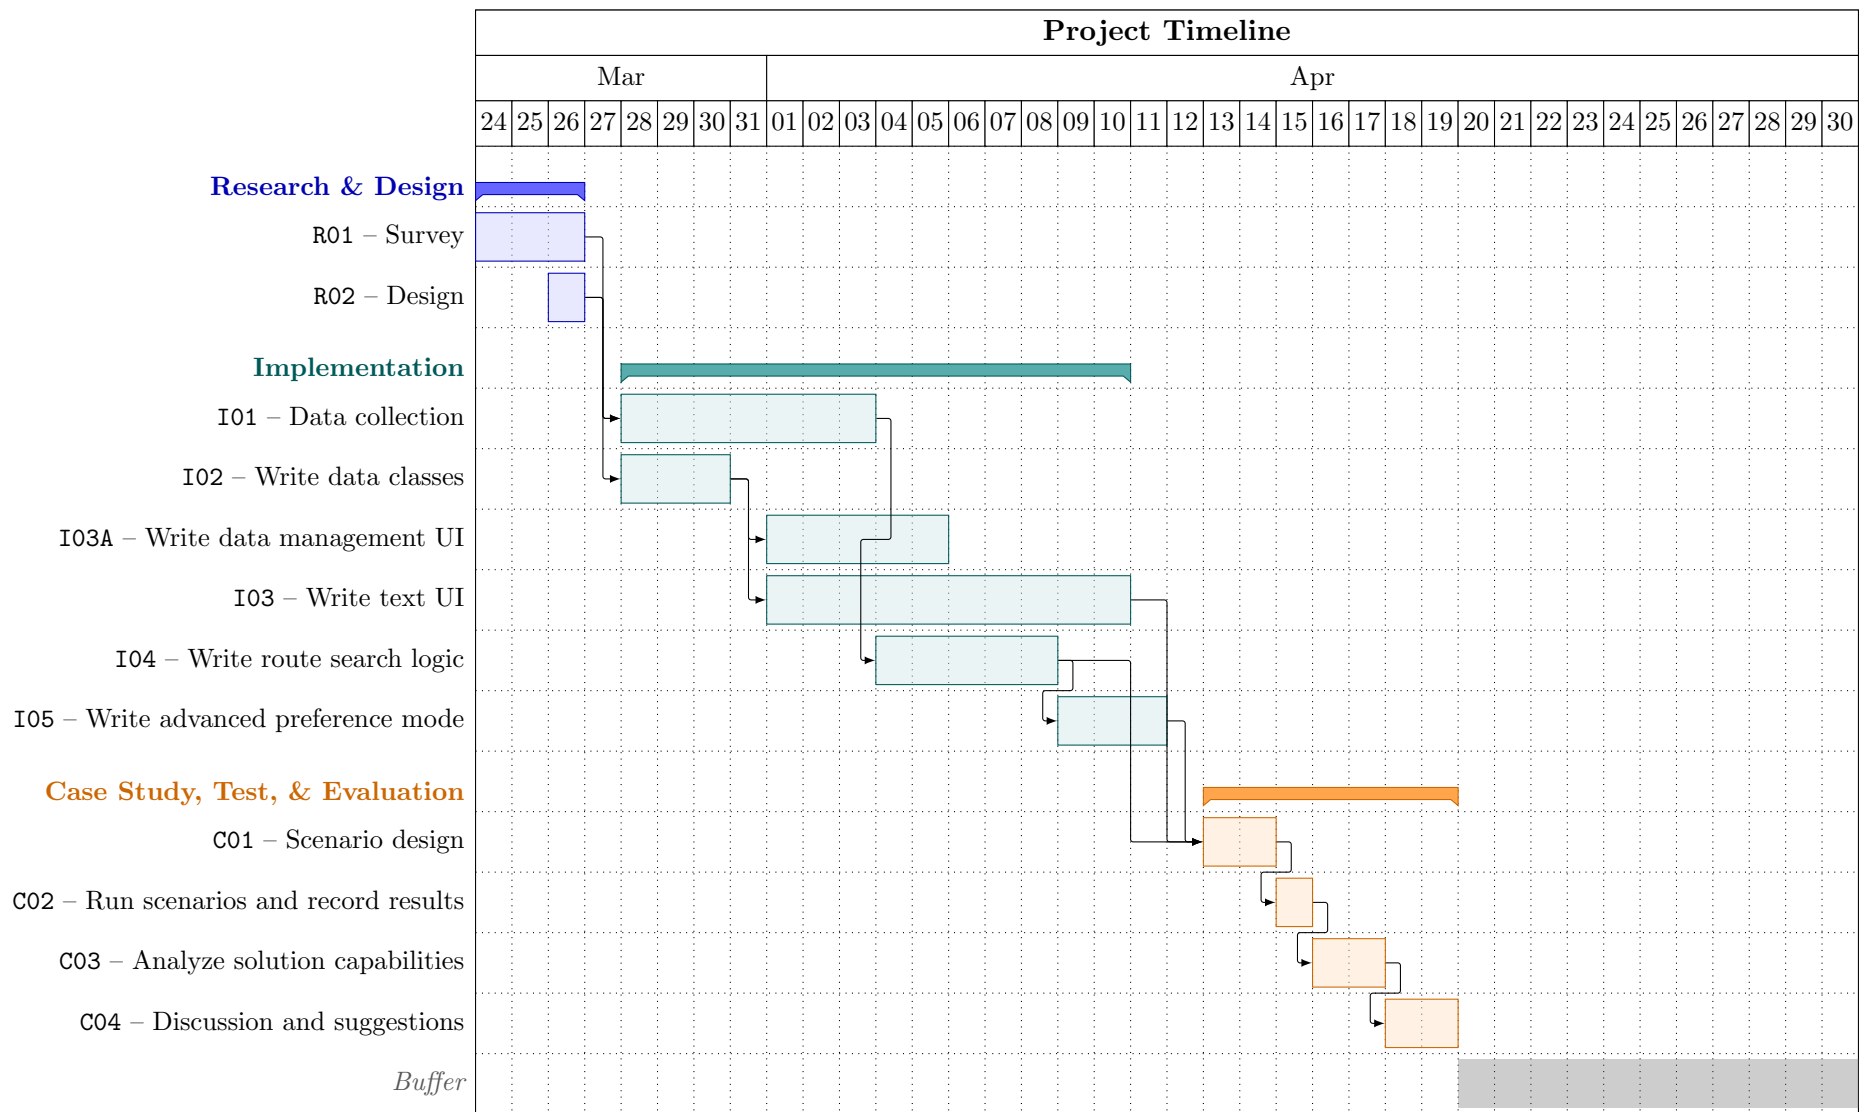 Project Timeline
Mar Apr
24 25 26 27 28 29 30 31 01 02 03 04 05 06 07 08 09 10 11 12 13 14 15 16 17 18 19 20 21 22 23 24 25 26 27 28 29 30
Research & Design
R01 – Survey
R02 – Design
Implementation
I01 – Data collection
I02 – Write data classes
I03A – Write data management UI
I03 – Write text UI
I04 – Write route search logic
I05 – Write advanced preference mode
Case Study, Test, & Evaluation
C01 – Scenario design
C02 – Run scenarios and record results
C03 – Analyze solution capabilities
C04 – Discussion and suggestions
Buffer